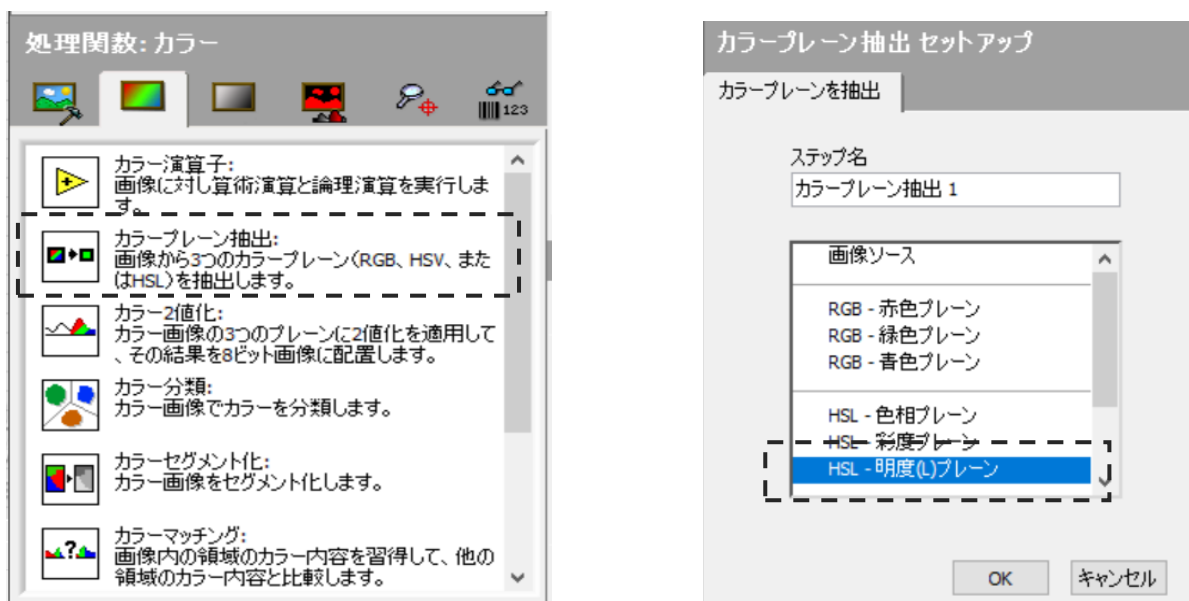 処理関数: カラー
123
カラー演算子:
画像に対し算術演算と論理演算を実行しま
す。
カラープレーン抽出:
画像から3つのカラープレーン(RGB、HSV、また
はHSL)を抽出します。
カラー2値化:
カラー画像の3つのプレーンに2値化を適用して
、その結果を8ビット画像に配置します。
カラー分類:
カラー画像でカラーを分類します。
カラーセグメント化:
カラー画像をセグメント化します。
カラーマッチング:
画像内の領域のカラー内容を習得して、他の
領域のカラー内容と比較します。
カラープレーン抽出 セットアップ
カラープレーンを抽出
ステップ名
カラープレーン抽出 1
画像ソース
RGB - 赤色プレーン
RGB - 緑色プレーン
RGB - 青色プレーン
HSL - 色相プレーン
HSL - 彩度プレーン
HSL - 明度(L)プレーン
OK
キャンセル